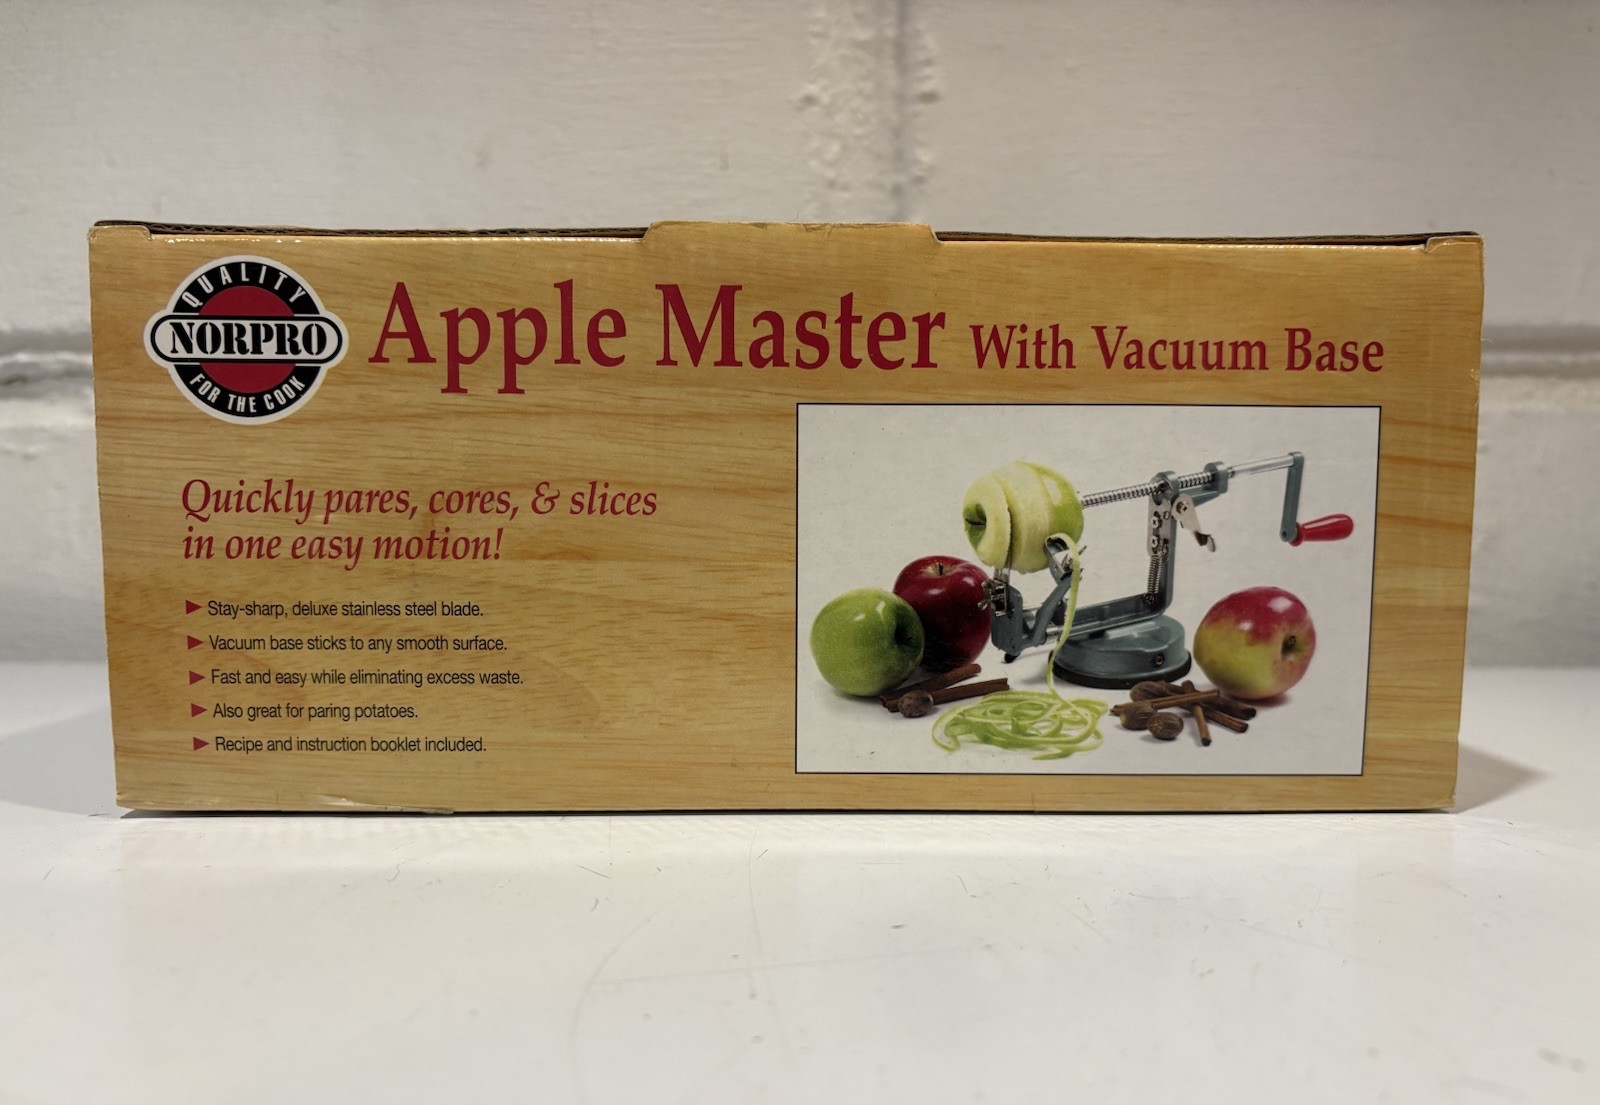 QUALITY
NORPRO
FOR THE COOK
Apple Master With Vacuum Base
Quickly pares, cores, & slices
in one easy motion!
Stay-sharp, deluxe stainless steel blade.
Vacuum base sticks to any smooth surface.
Fast and easy while eliminating excess waste.
Also great for paring potatoes.
Recipe and instruction booklet included.